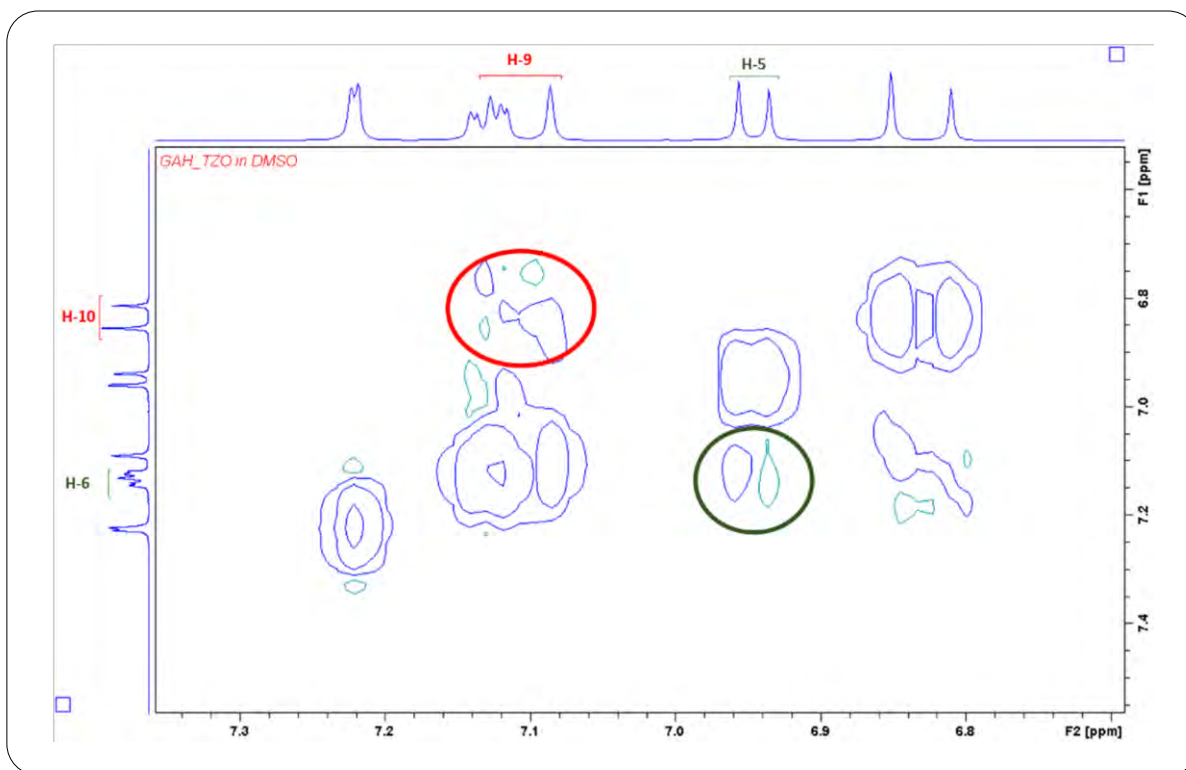 H-9
H-5
GAH_TZO in DMSO
F1 [ppm]
6.8
H-10
7.0
H-6
7.2
7.4
7.3
7.2
7.1
7.0
6.9
6.8
F2 [ppm]